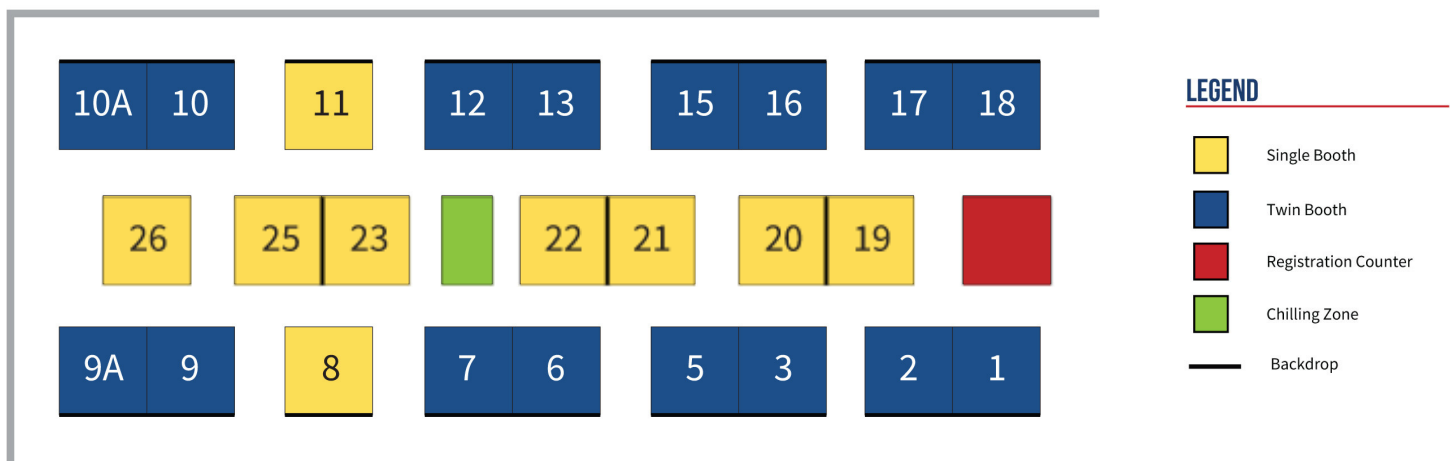 10A 10 11 12 13 15 16 17 18
26 25 23 22 21 20 19
9A 9 8 7 6 5 3 2 1
LEGEND
Single Booth
Twin Booth
Registration Counter
Chilling Zone
Backdrop